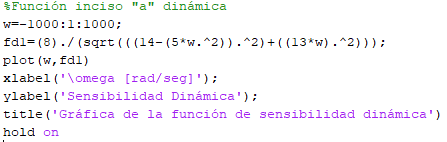 %Función inciso "a" dinámica
w=-1000:1:1000;
fd1=(8)./(sqrt(((14-(5*w.^2)).^2)+((13*w).^2)));
plot(w,fd1)
xlabel('\omega [rad/seg]');
ylabel('Sensibilidad Dinámica');
title('Gráfica de la función de sensibilidad dinámica')
hold on